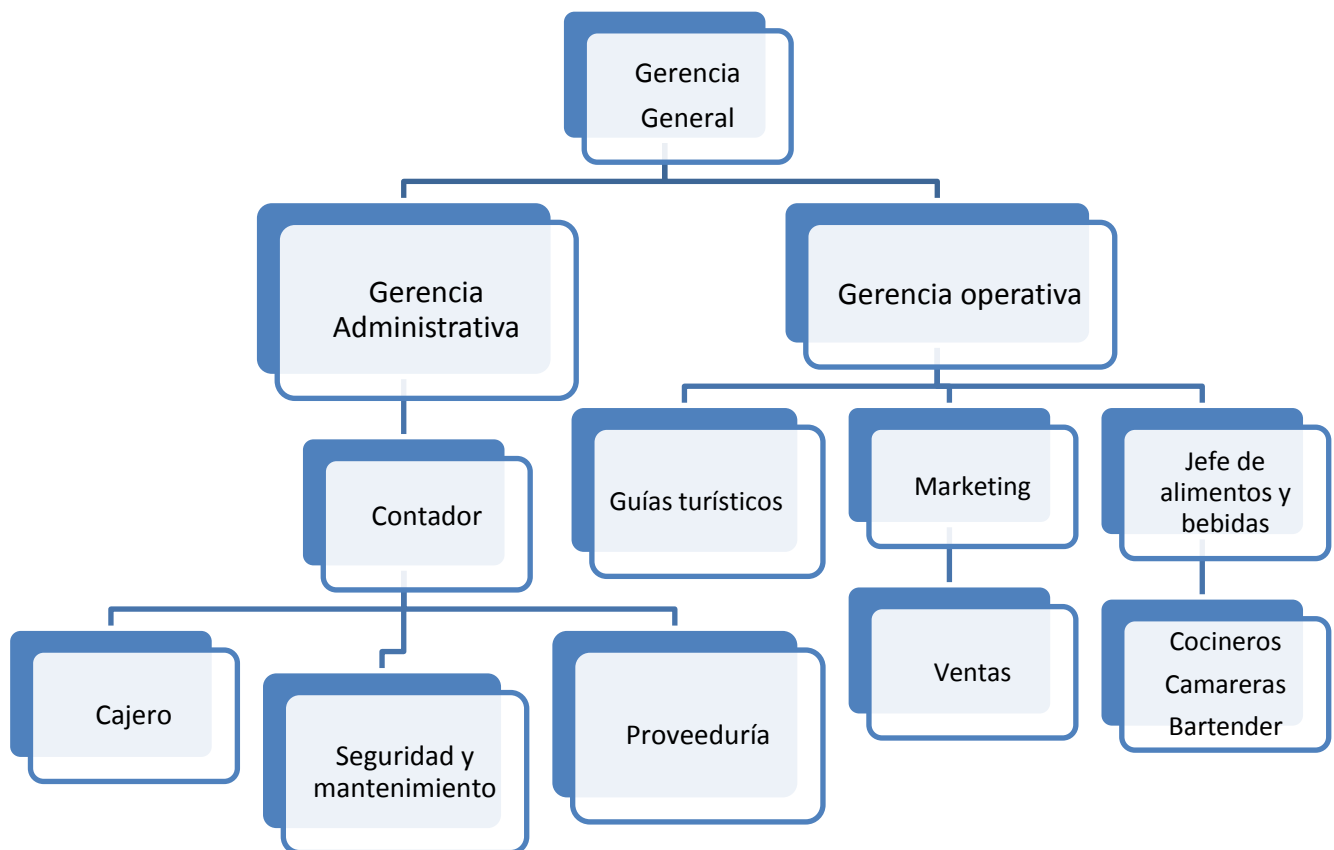 Gerencia
General
Gerencia
Administrativa
Gerencia operativa
Contador
Guías turísticos
Marketing
Jefe de
alimentos y
bebidas
Cajero
Seguridad y
mantenimiento
Proveeduría
Ventas
Cocineros
Camareras
Bartender